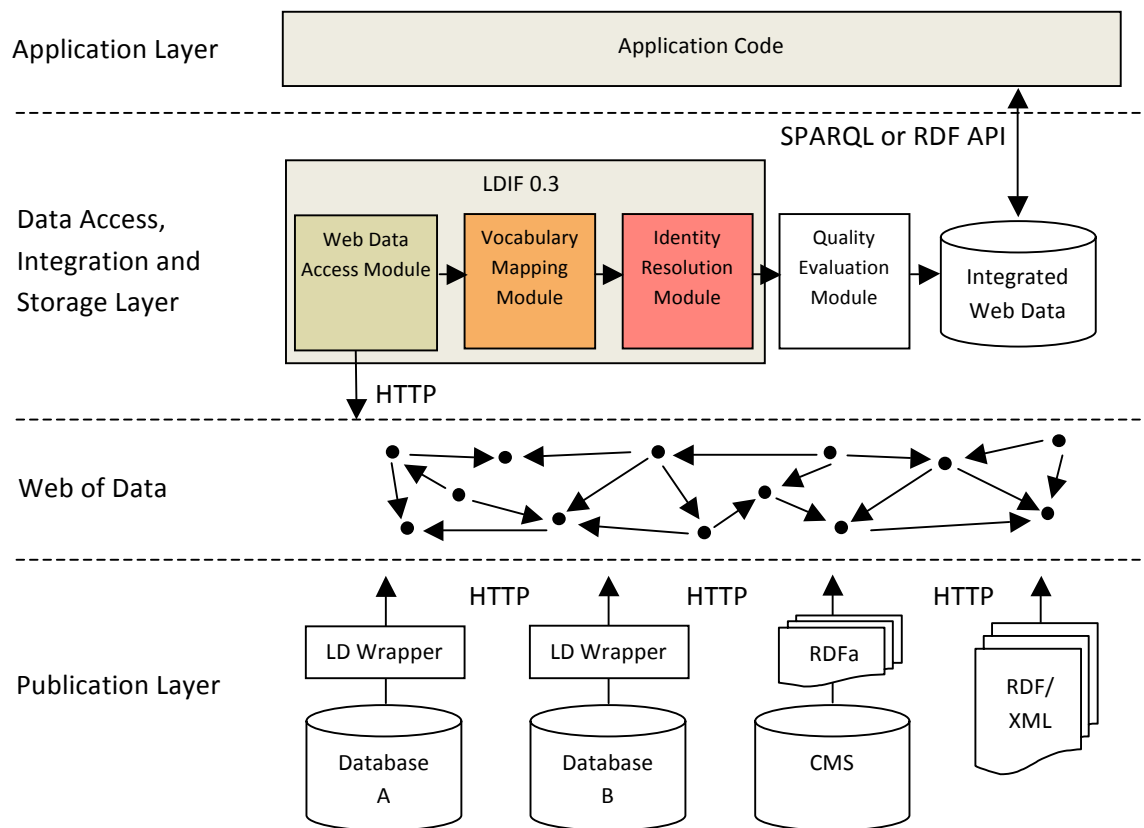 Application Layer
Application Code
SPARQL or RDF API
Data Access,
Integration and
Storage Layer
LDIF 0.3
Web Data
Access Module
Vocabulary
Mapping
Module
Identity
Resolution
Module
Quality
Evaluation
Module
Integrated
Web Data
HTTP
Web of Data
Publication Layer
HTTP
HTTP
HTTP
LD Wrapper
LD Wrapper
RDFa
RDF/
XML
Database
A
Database
B
CMS